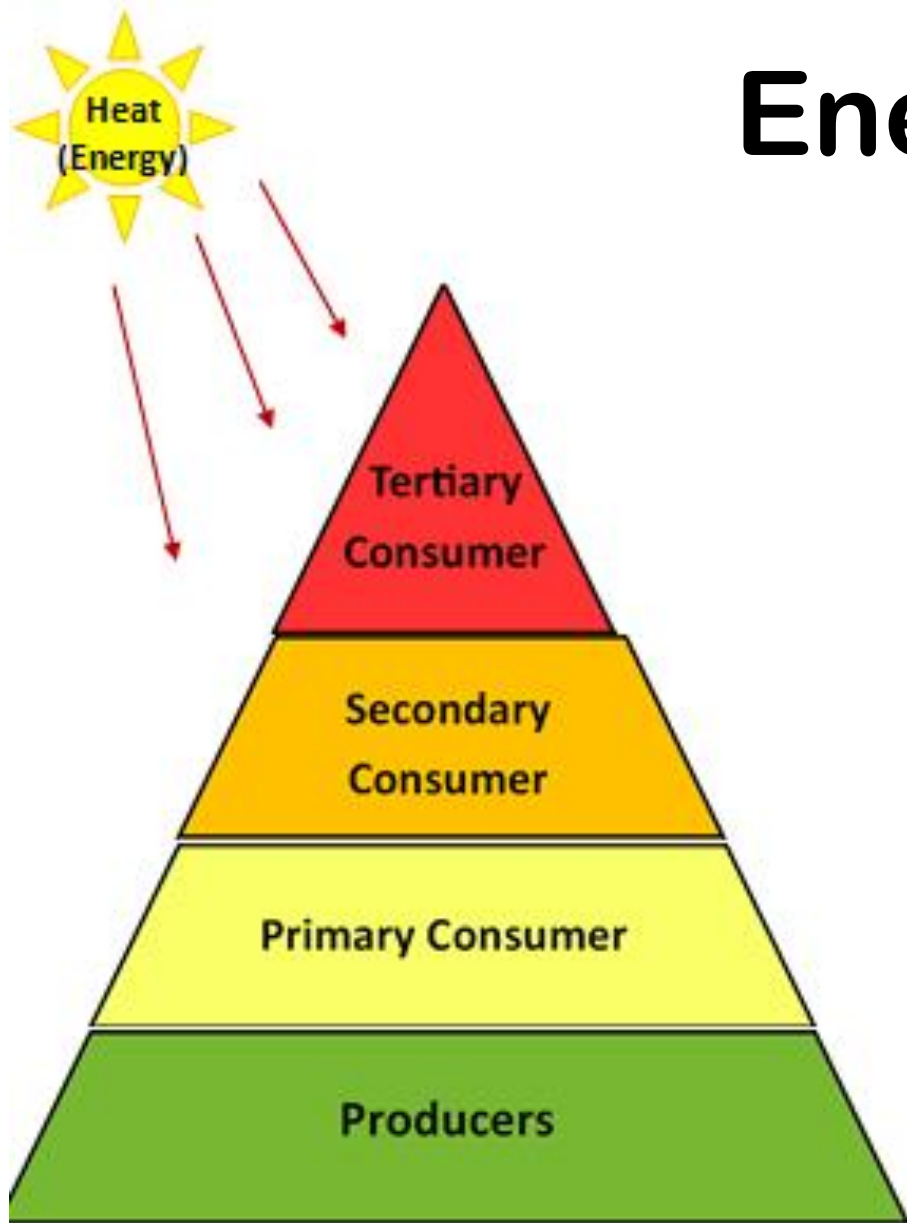 Heat
(Energy)
Ene
Tertiary
Consumer
Secondary
Consumer
Primary Consumer
Producers